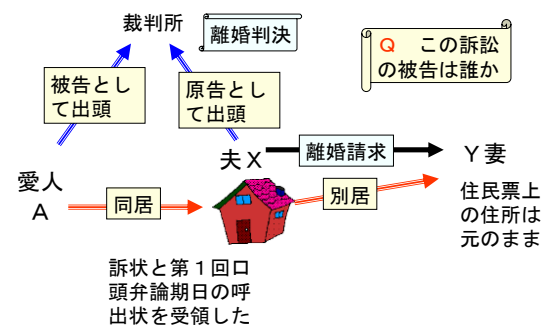 裁判所
離婚判決
Q この訴訟
の被告は誰か
被告とし
て出頭
原告とし
て出頭
夫X
離婚請求
Y妻
愛人
A
同居
別居
住民票上
の住所は
元のまま
訴状と第1回口
頭弁論期日の呼
出状を受領した